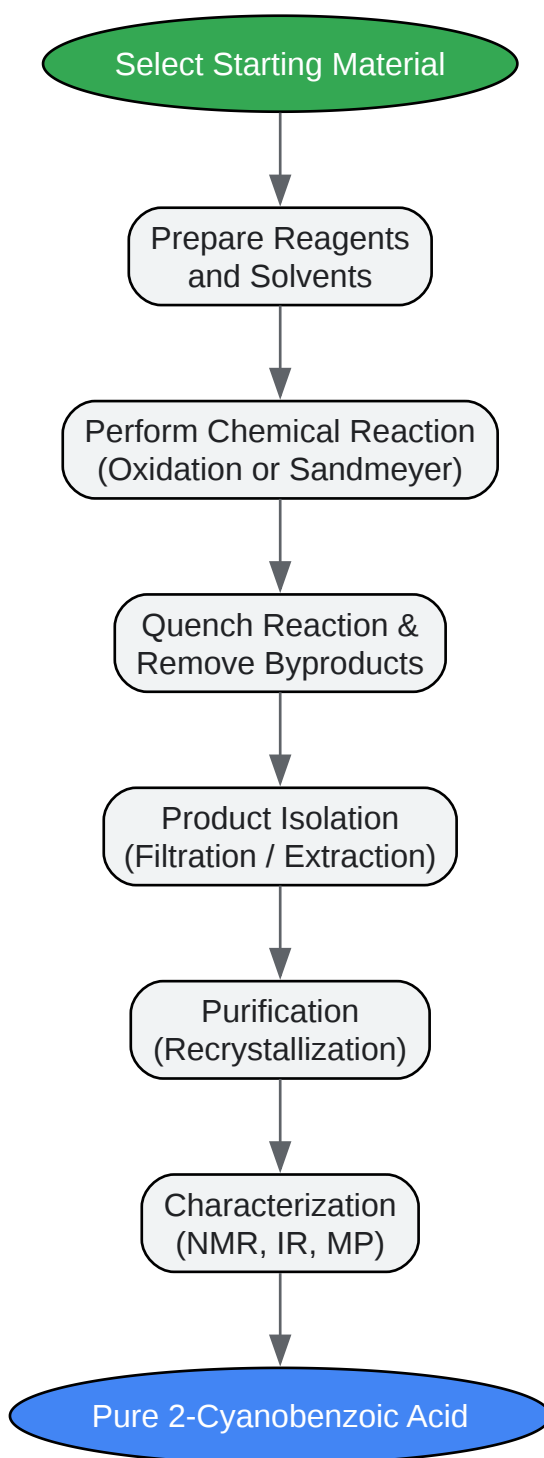 Select Starting Material
Prepare Reagents
and Solvents
Perform Chemical Reaction
(Oxidation or Sandmeyer)
Quench Reaction &
Remove Byproducts
Product Isolation
(Filtration / Extraction)
Purification
(Recrystallization)
Characterization
(NMR, IR, MP)
Pure 2-Cyanobenzoic Acid